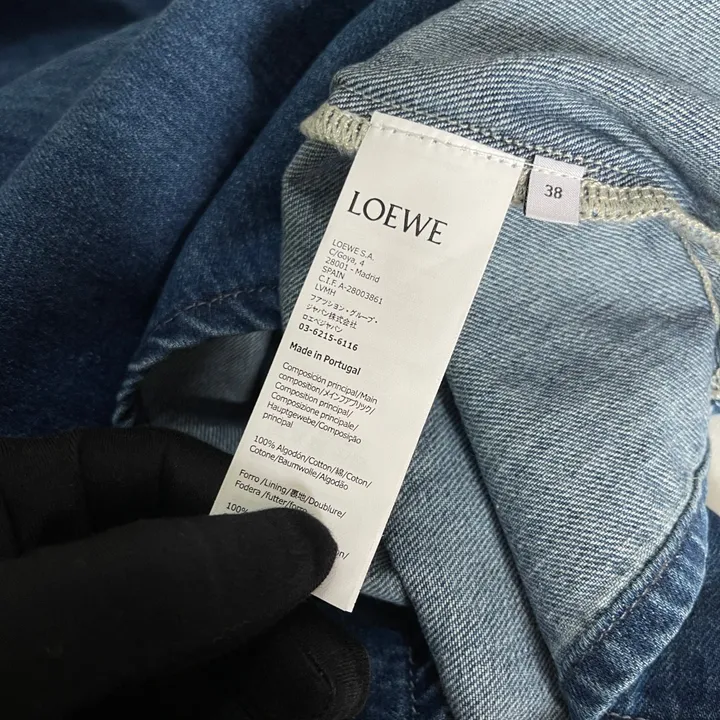 LOEWE
38
LOEWE S.A.
C/Goya, 4
28001 - Madrid
SPAIN
C.I.F. A-28003861
LVMH
ファッション・グループ・
ジャパン株式会社
ロエベジャパン
03-6215-6116
Made in Portugal
Composición principal/Main
composition/メインファブリック/
Composition principal/
Composizione principale/
Hauptgewebe/Composição
principal
100% Algodón/Cotton/綿/Coton/
Cotone/Baumwolle/Algodão
Forro /Lining/裏地/Doublure/
Fodera /futter/forro
100%